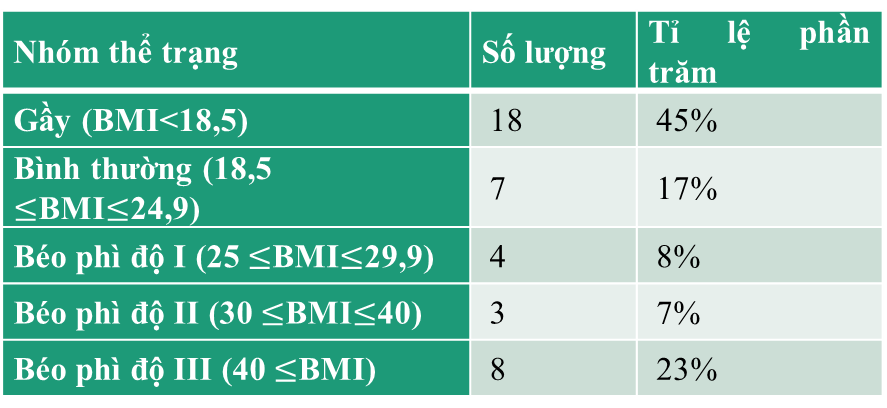 Nhóm thể trạng Số lượng Tỉ lệ phần
trăm
Gầy (BMI<18,5) 18 45%
Bình thường (18,5
≤BMI≤24,9) 7 17%
Béo phì độ I (25 ≤BMI≤29,9) 4 8%
Béo phì độ II (30 ≤BMI≤40) 3 7%
Béo phì độ III (40 ≤BMI) 8 23%